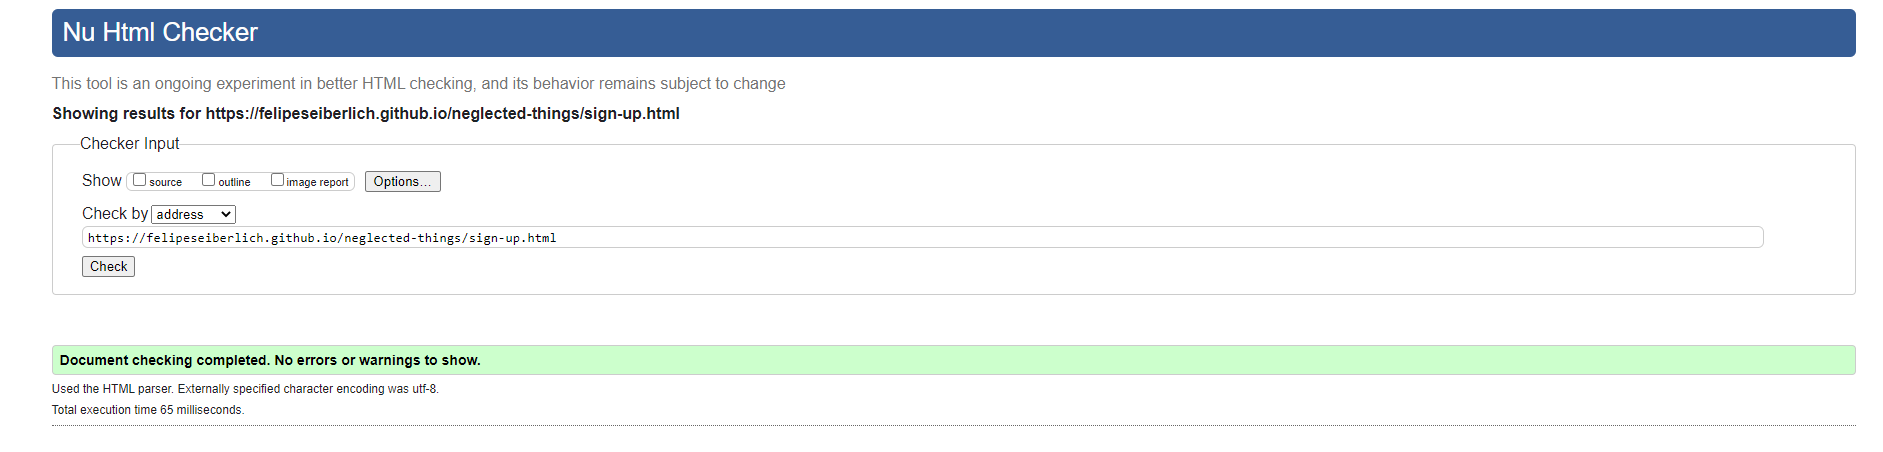 Nu Html Checker
This tool is an ongoing experiment in better HTML checking, and its behavior remains subject to change
Showing results for https://felipeseiberlich.github.io/neglected-things/sign-up.html
Checker Input
Show source outline image report Options...
Check by address
https://felipeseiberlich.github.io/neglected-things/sign-up.html
Check
Document checking completed. No errors or warnings to show.
Used the HTML parser. Externally specified character encoding was utf-8.
Total execution time 65 milliseconds.